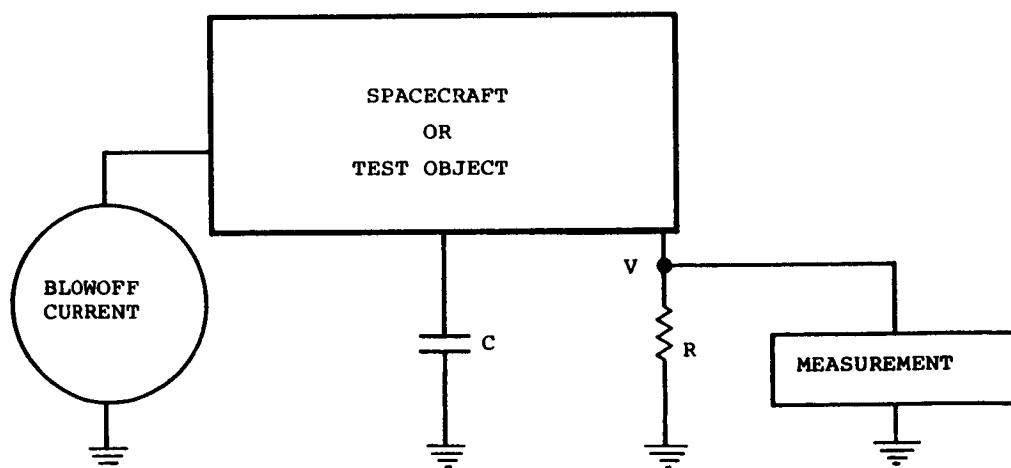 SPACECRAFT
OR
TEST OBJECT
BLOWOFF
CURRENT
V
C
R
MEASUREMENT